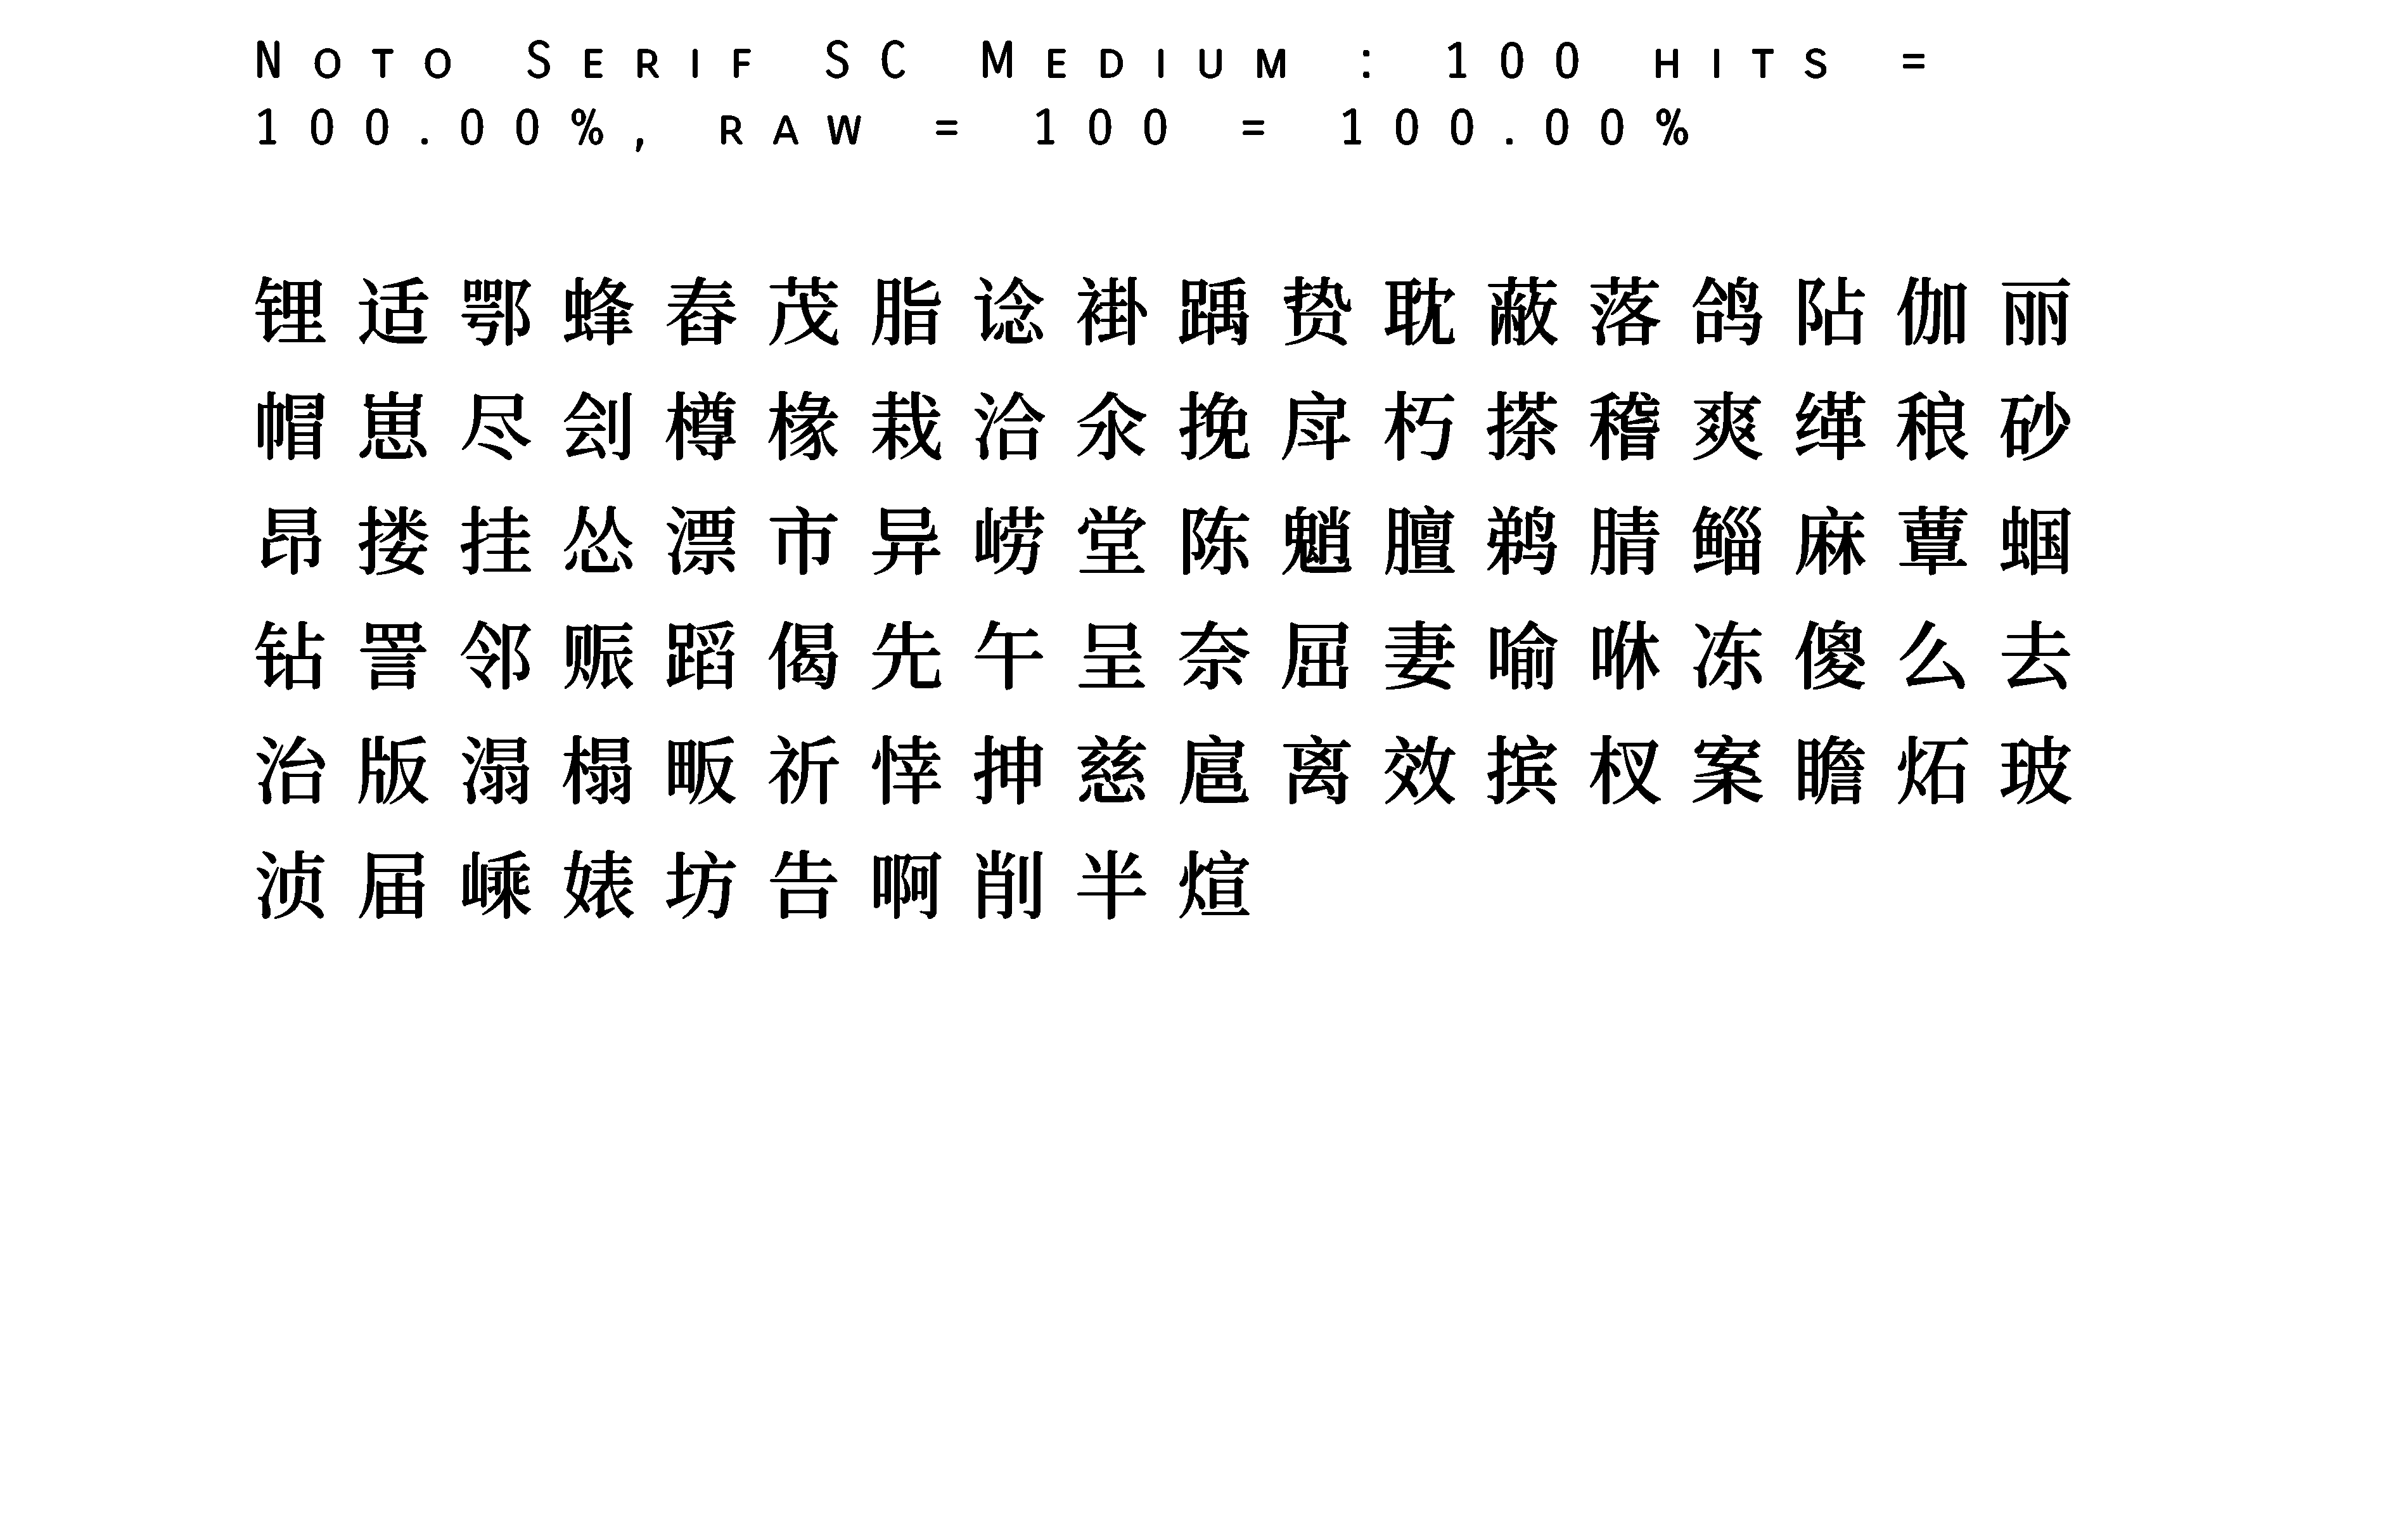 Noto Serif SC Medium : 100 hits =
100.00%, raw = 100 = 100.00%
锂适鄂蜂舂茂脂谂褂踽贽耽蔽落鸽阽伽丽
帽崽尽刽樽椽栽洽汆挽戽朽搽稽爽缂稂砂
昂搂挂怂漂市异崂堂陈魈膻鹈腈鲻麻蕈蝈
钻詈邻赈蹈偈先午呈奈屈妻喻咻冻傻么去
治版溻榻畈祈悻抻慈扈离效摈杈案瞻炻玻
浈届嵊婊坊告啊削半煊